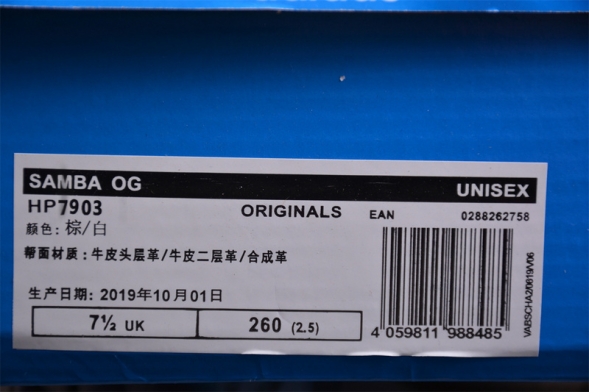 SAMBA OG UNISEX
HP7903 ORIGINALS EAN 0288262758
颜色: 棕/白
帮面材质: 牛皮头层革/牛皮二层革/合成革
生产日期: 2019年10月01日
7½ UK 260 (2.5)
4 059811 988485
VABSCHA20619/V06